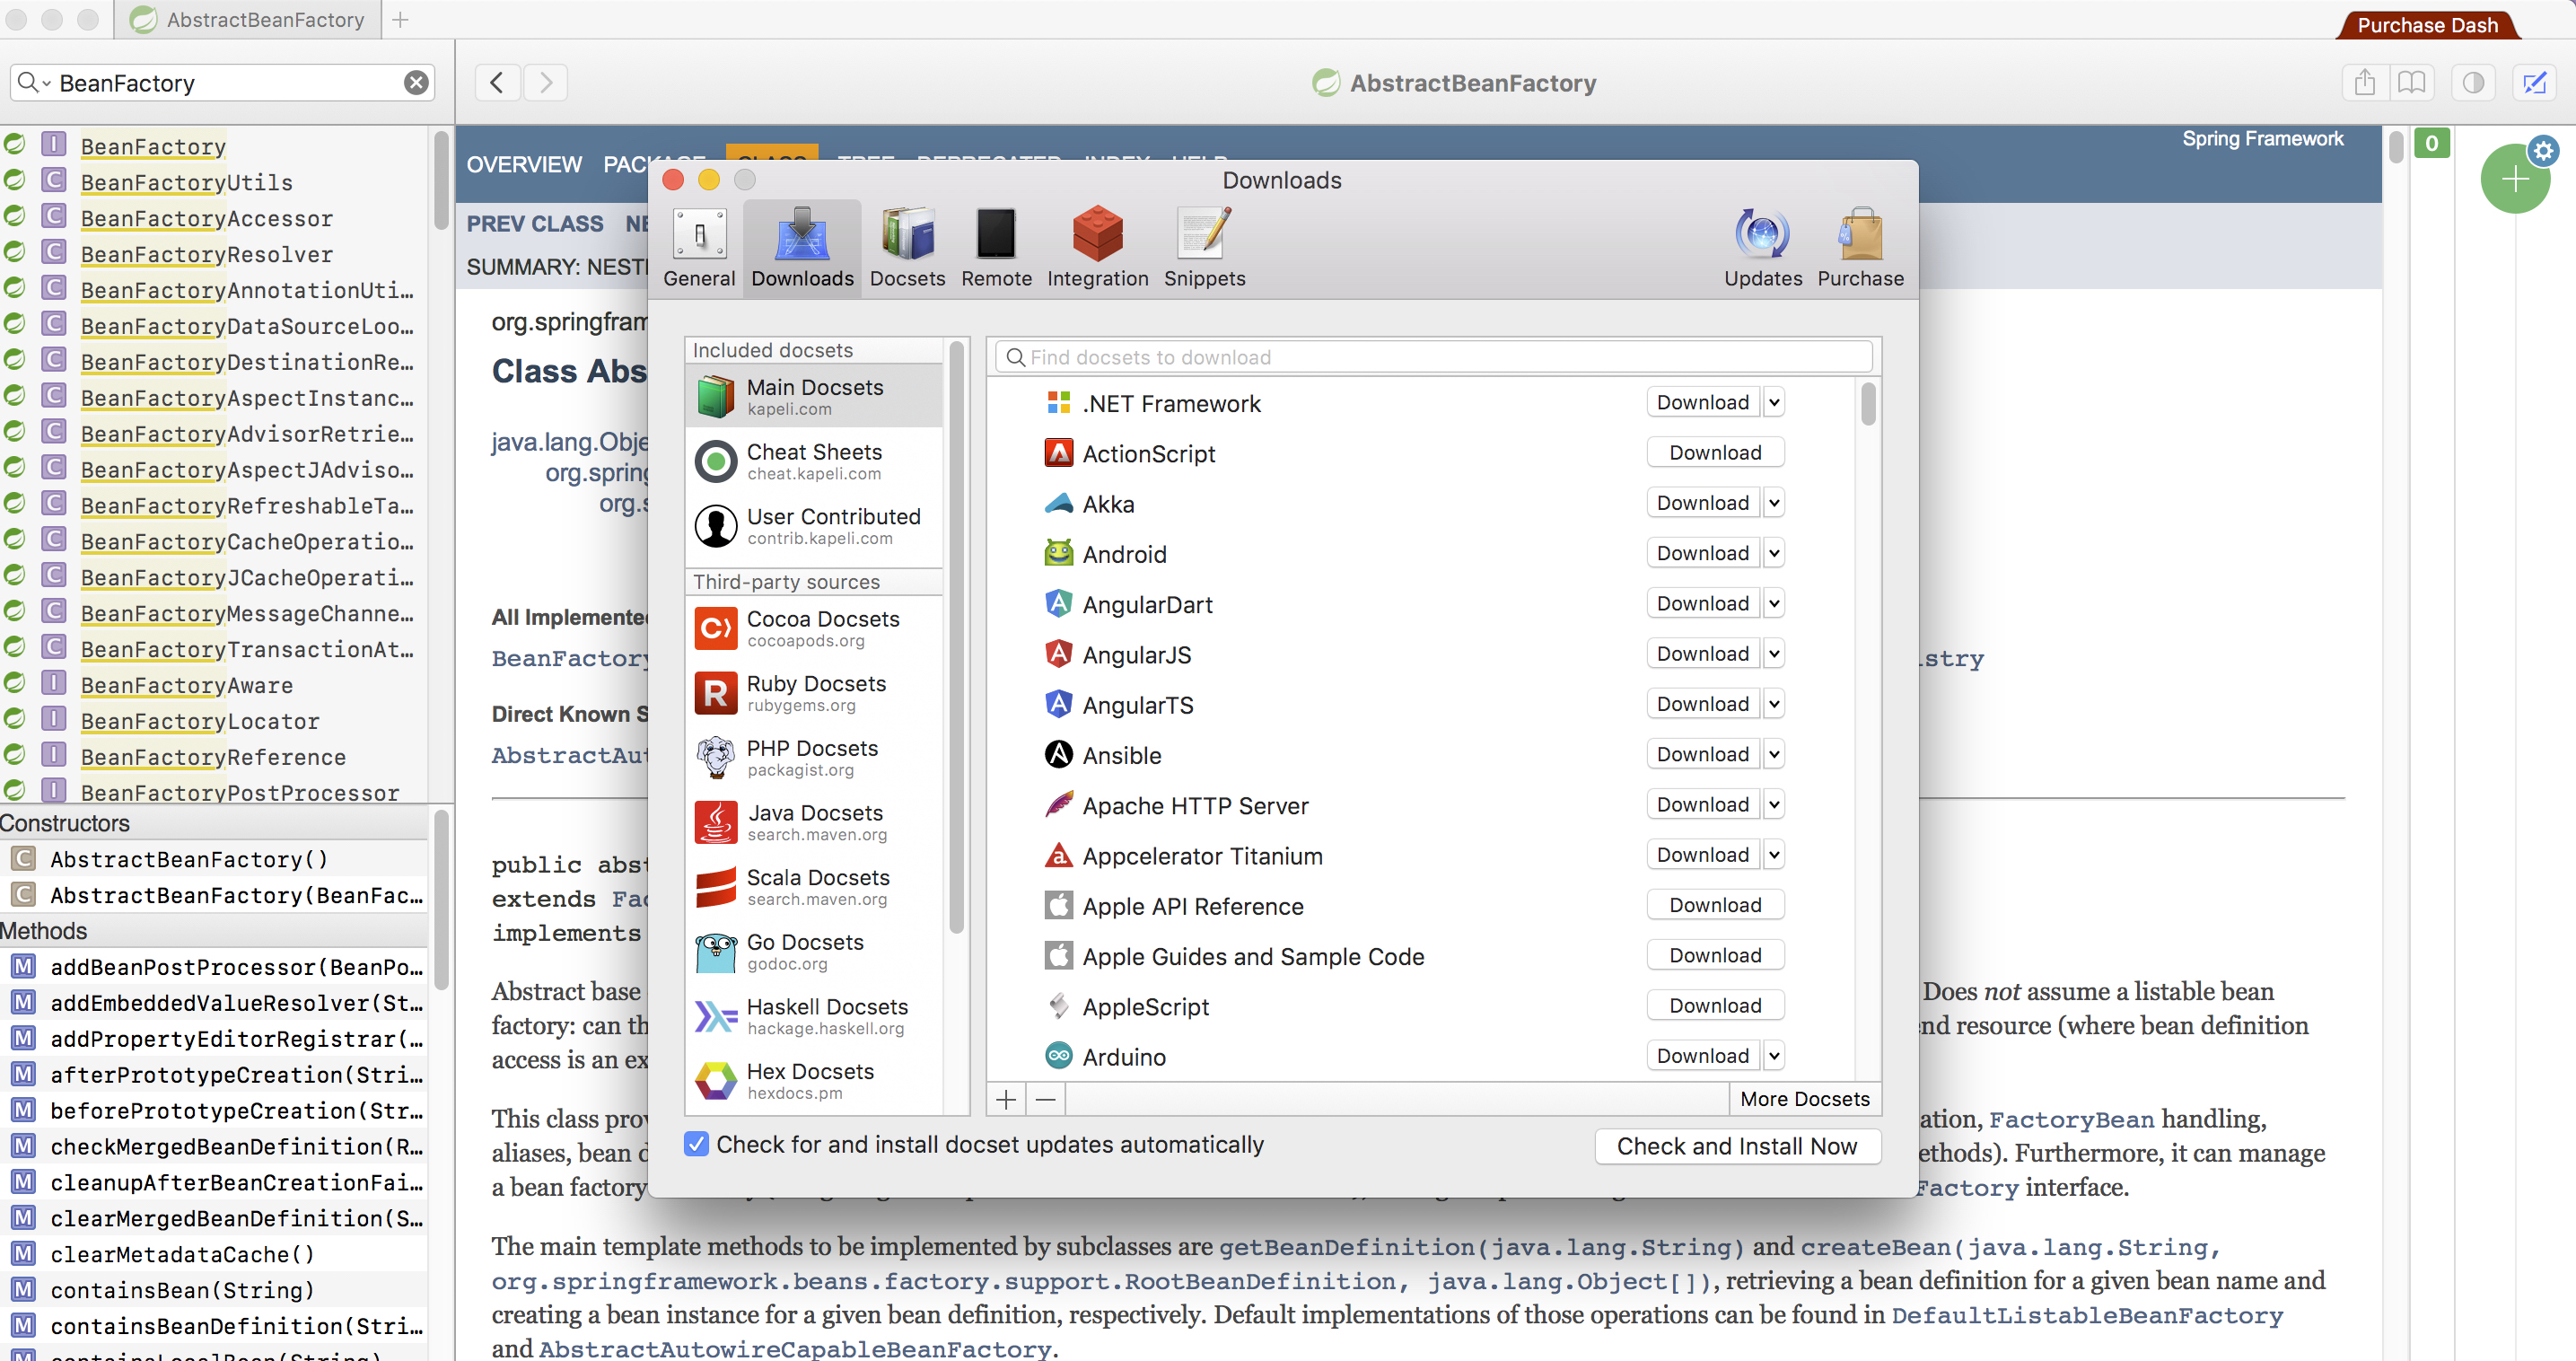 AbstractBeanFactory
Purchase Dash
BeanFactory
AbstractBeanFactory
BeanFactory
BeanFactoryUtils
BeanFactoryAccessor
BeanFactoryResolver
BeanFactoryAnnotationUti...
BeanFactoryDataSourceLoo...
BeanFactoryDestinationRe...
BeanFactoryAspectInstanc...
BeanFactoryAdvisorRetrie...
BeanFactoryAspectJAdviso...
BeanFactoryRefreshableTa...
BeanFactoryCacheOperatio...
BeanFactoryJCacheOperati...
BeanFactoryMessageChanne...
BeanFactoryTransactionAt...
BeanFactoryAware
BeanFactoryLocator
BeanFactoryReference
BeanFactoryPostProcessor
Constructors
AbstractBeanFactory()
AbstractBeanFactory(BeanFac...
Methods
addBeanPostProcessor(BeanPo...
addEmbeddedValueResolver(St...
addPropertyEditorRegistrar(...
afterPrototypeCreation(Stri...
beforePrototypeCreation(Str...
checkMergedBeanDefinition(R...
cleanupAfterBeanCreationFai...
clearMergedBeanDefinition(S...
clearMetadataCache()
containsBean(String)
containsBeanDefinition(Stri...
containsLocalBean(String)
OVERVIEW PACKAGE CLASS TREE DEPRECATED INDEX HELP
Spring Framework
0
PREV CLASS NE
SUMMARY: NESTE
org.springfram
Class Abs
java.lang.Obje
org.spring
org.s
All Implemented
BeanFactory
istry
Direct Known S
AbstractAut
public abst
extends Fac
implements
Abstract base
Does not assume a listable bean
factory: can th
nd resource (where bean definition
access is an ex
This class prov
ation, FactoryBean handling,
aliases, bean d
ethods). Furthermore, it can manage
a bean factory
Factory interface.
The main template methods to be implemented by subclasses are getBeanDefinition(java.lang.String) and createBean(java.lang.String,
org.springframework.beans.factory.support.RootBeanDefinition, java.lang.Object[]), retrieving a bean definition for a given bean name and
creating a bean instance for a given bean definition, respectively. Default implementations of those operations can be found in DefaultListableBeanFactory
and AbstractAutowireCapableBeanFactory.
Downloads
General Downloads Docsets Remote Integration Snippets Updates Purchase
Included docsets
Main Docsets
kapeli.com
Cheat Sheets
cheat.kapeli.com
User Contributed
contrib.kapeli.com
Third-party sources
Cocoa Docsets
cocoapods.org
Ruby Docsets
rubygems.org
PHP Docsets
packagist.org
Java Docsets
search.maven.org
Scala Docsets
search.maven.org
Go Docsets
godoc.org
Haskell Docsets
hackage.haskell.org
Hex Docsets
hexdocs.pm
Find docsets to download
.NET Framework Download
ActionScript Download
Akka Download
Android Download
AngularDart Download
AngularJS Download
AngularTS Download
Ansible Download
Apache HTTP Server Download
Appcelerator Titanium Download
Apple API Reference Download
Apple Guides and Sample Code Download
AppleScript Download
Arduino Download
More Docsets
Check for and install docset updates automatically
Check and Install Now